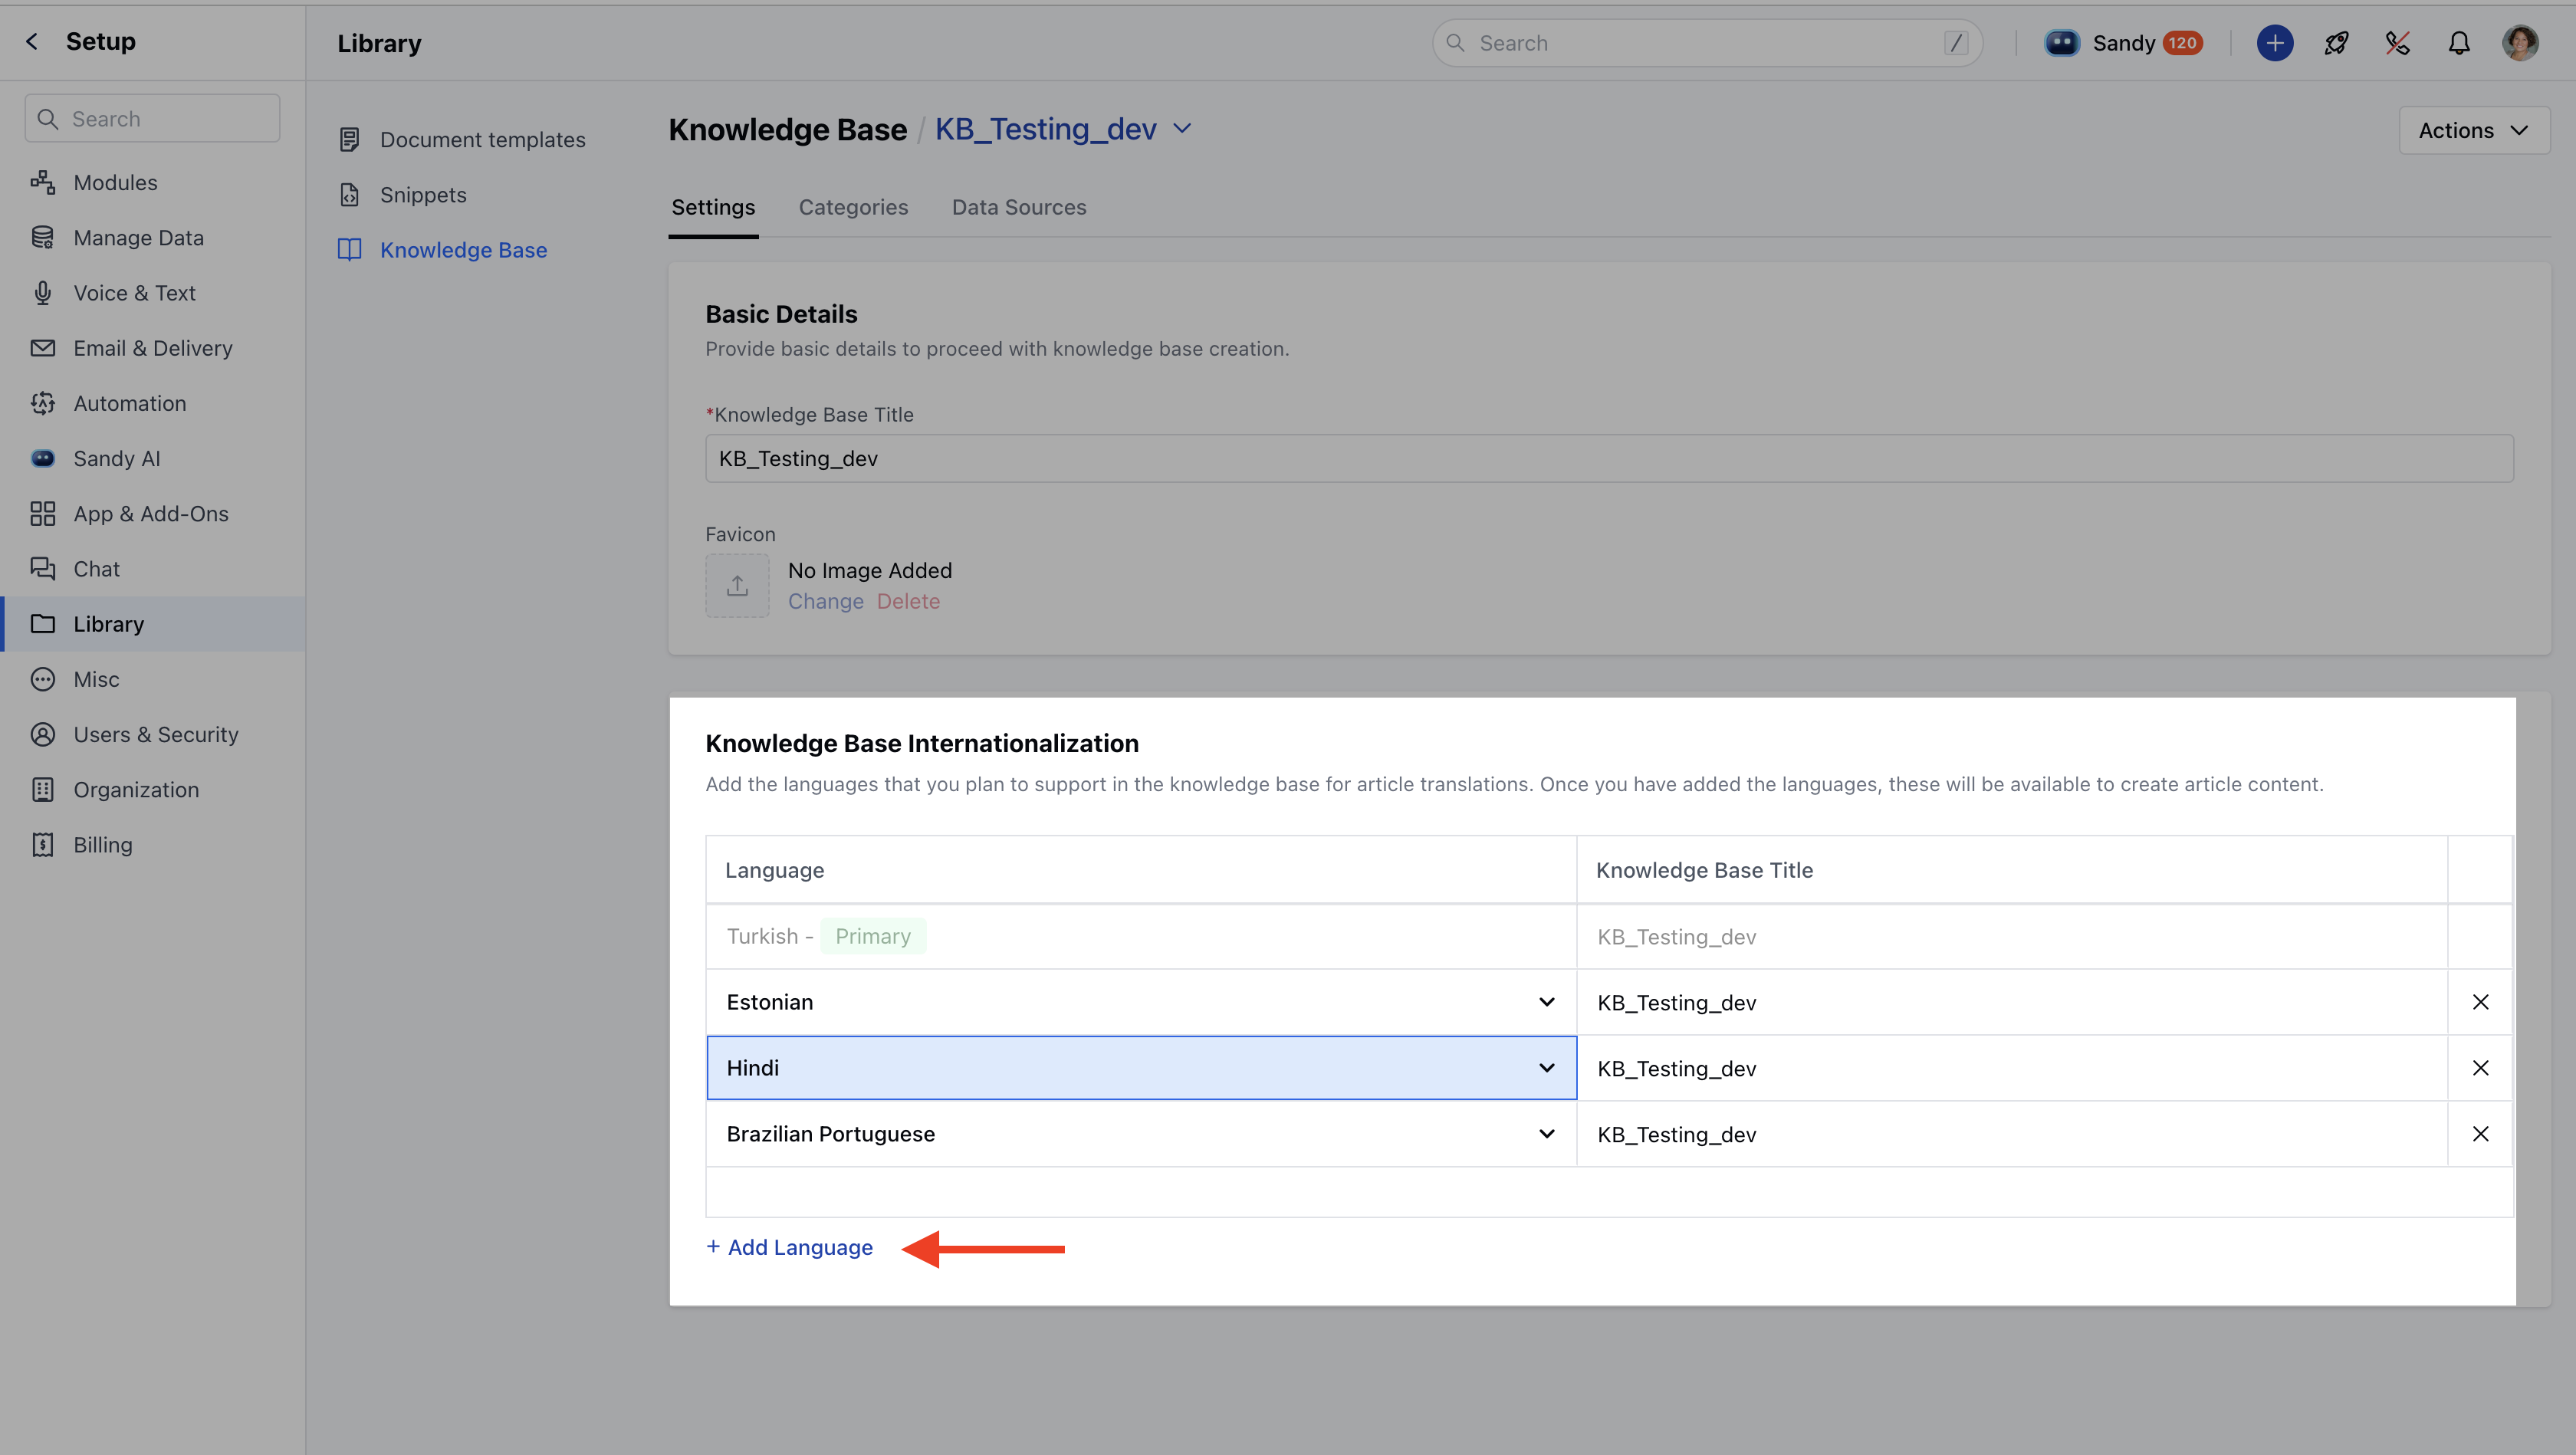 Setup
Library
Search
/
Sandy 120
Search
Modules
Manage Data
Voice & Text
Email & Delivery
Automation
Sandy AI
App & Add-Ons
Chat
Library
Misc
Users & Security
Organization
Billing
Document templates
Snippets
Knowledge Base
Knowledge Base / KB_Testing_dev
Actions
Settings Categories Data Sources
Basic Details
Provide basic details to proceed with knowledge base creation.
*Knowledge Base Title
KB_Testing_dev
Favicon
No Image Added
Change Delete
Knowledge Base Internationalization
Add the languages that you plan to support in the knowledge base for article translations. Once you have added the languages, these will be available to create article content.
Language Knowledge Base Title
Turkish - Primary KB_Testing_dev
Estonian KB_Testing_dev
Hindi KB_Testing_dev
Brazilian Portuguese KB_Testing_dev
+ Add Language